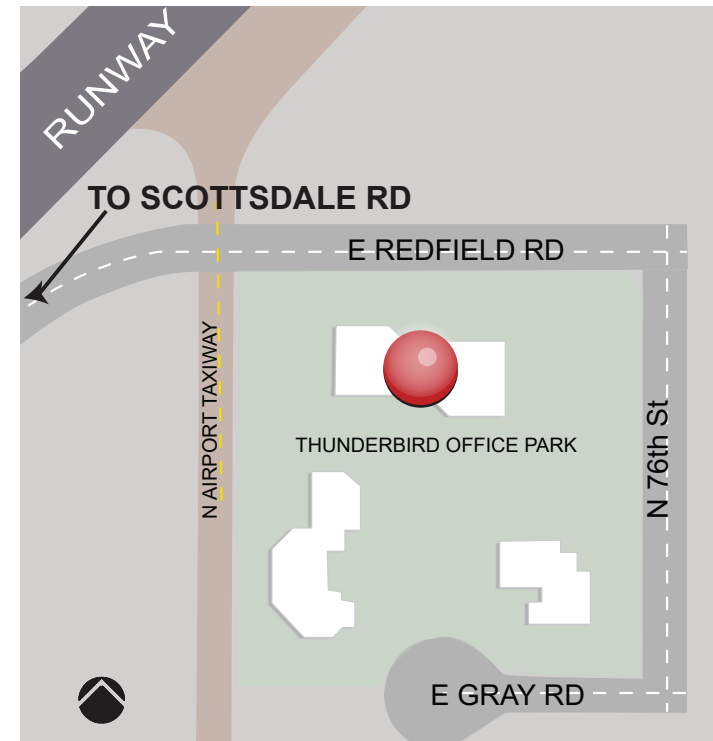 RUNWAY
TO SCOTTSDALE RD
E REDFIELD RD
N AIRPORT TAXIWAY
THUNDERBIRD OFFICE PARK
N 76th St
E GRAY RD